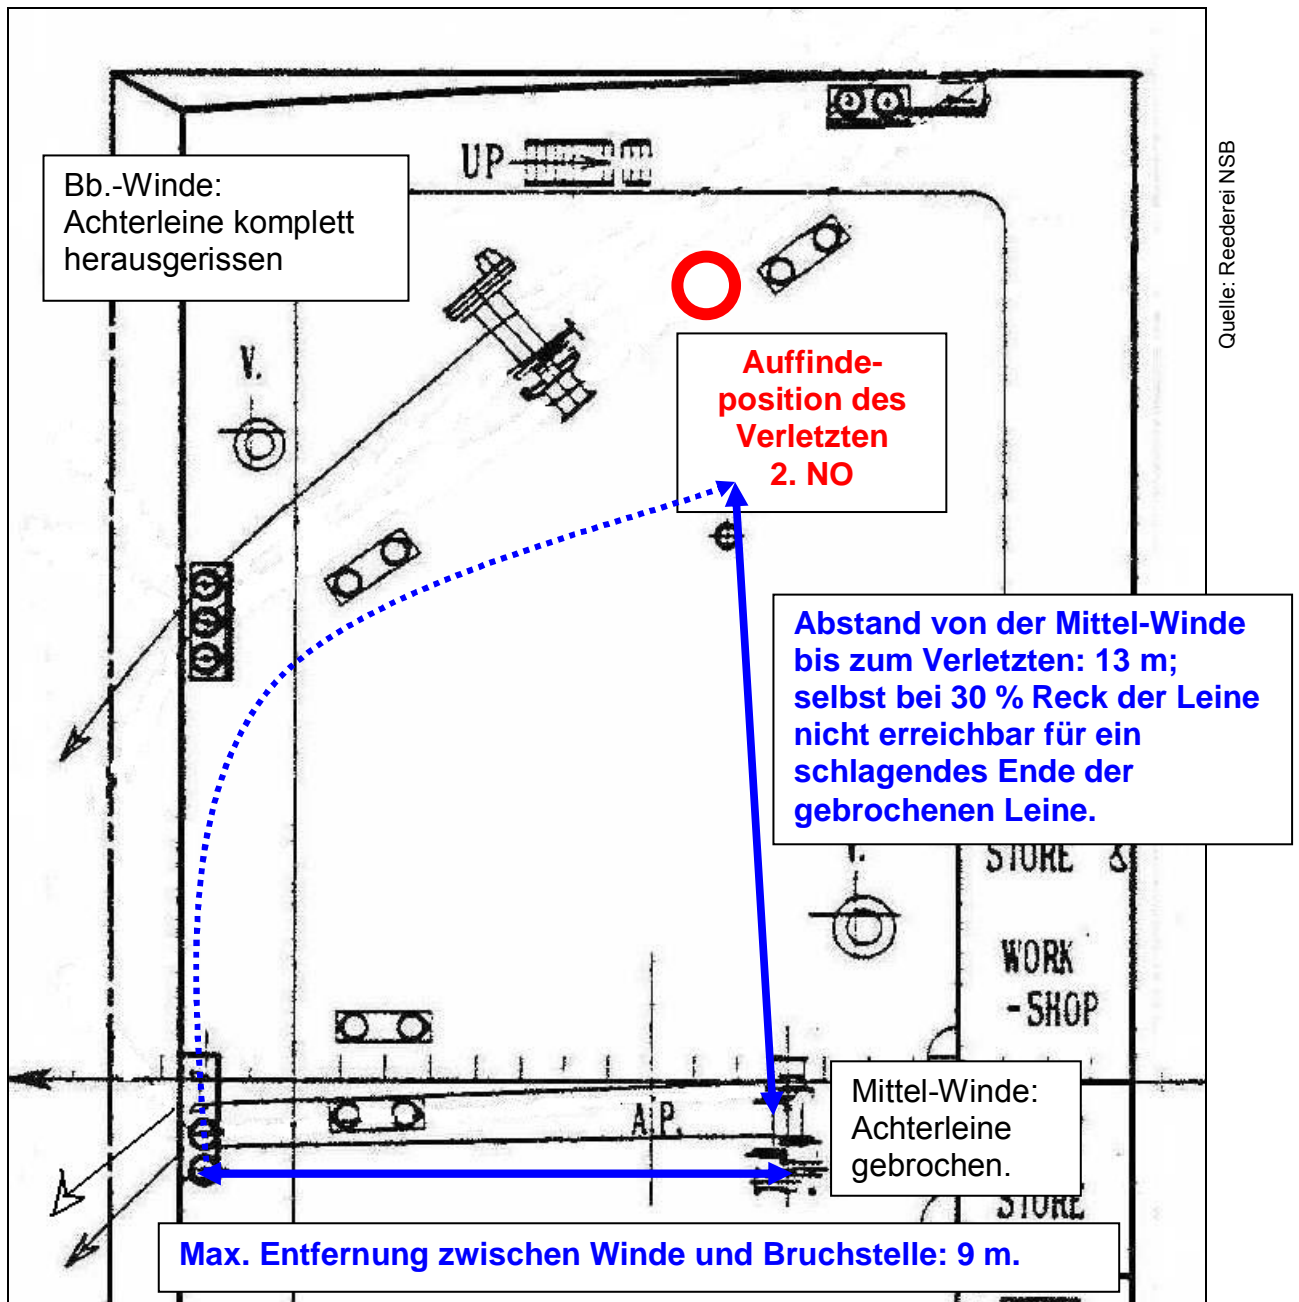 UP
Bb.-Winde:
Achterleine komplett
herausgerissen
Quelle: Reederei NSB
V.
Auffinde-
position des
Verletzten
2. NO
Abstand von der Mittel-Winde
bis zum Verletzten: 13 m;
selbst bei 30 % Reck der Leine
nicht erreichbar für ein
schlagendes Ende der
gebrochenen Leine.
V.
STORE &
WORK
-SHOP
A.P.
Mittel-Winde:
Achterleine
gebrochen.
STORE
Max. Entfernung zwischen Winde und Bruchstelle: 9 m.